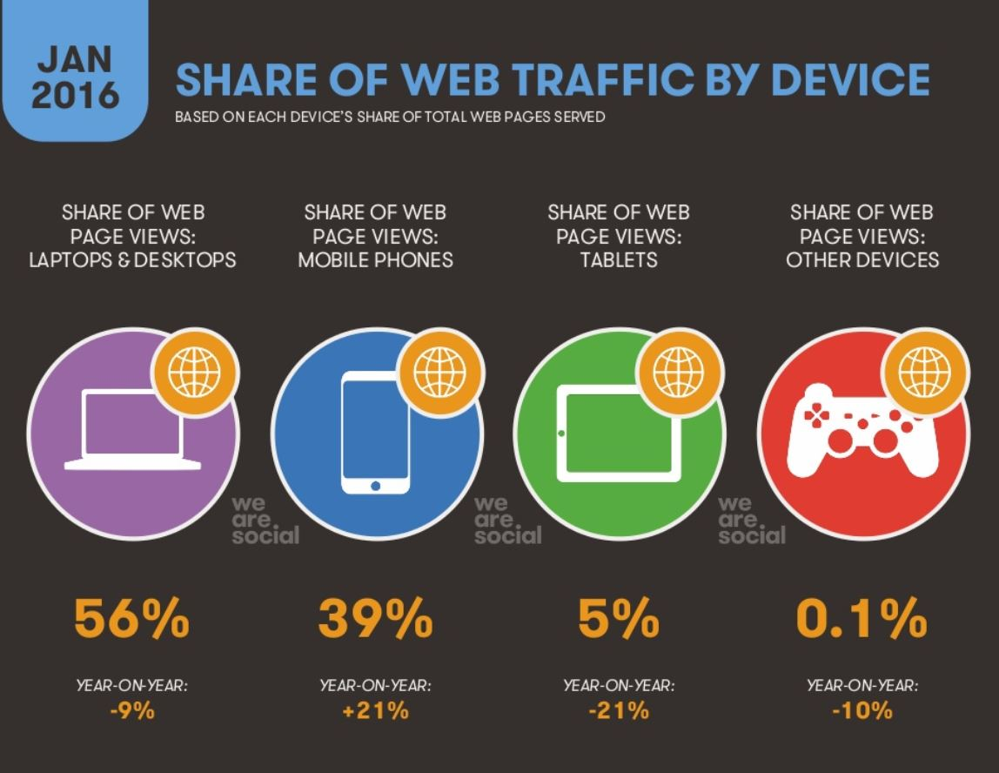 JAN
2016
SHARE OF WEB TRAFFIC BY DEVICE
BASED ON EACH DEVICE'S SHARE OF TOTAL WEB PAGES SERVED
SHARE OF WEB
PAGE VIEWS:
LAPTOPS & DESKTOPS
SHARE OF WEB
PAGE VIEWS:
MOBILE PHONES
SHARE OF WEB
PAGE VIEWS:
TABLETS
SHARE OF WEB
PAGE VIEWS:
OTHER DEVICES
we
are
social
we
are
social
we
are
social
56%
39%
5%
0.1%
YEAR-ON-YEAR:
-9%
YEAR-ON-YEAR:
+21%
YEAR-ON-YEAR:
-21%
YEAR-ON-YEAR:
-10%